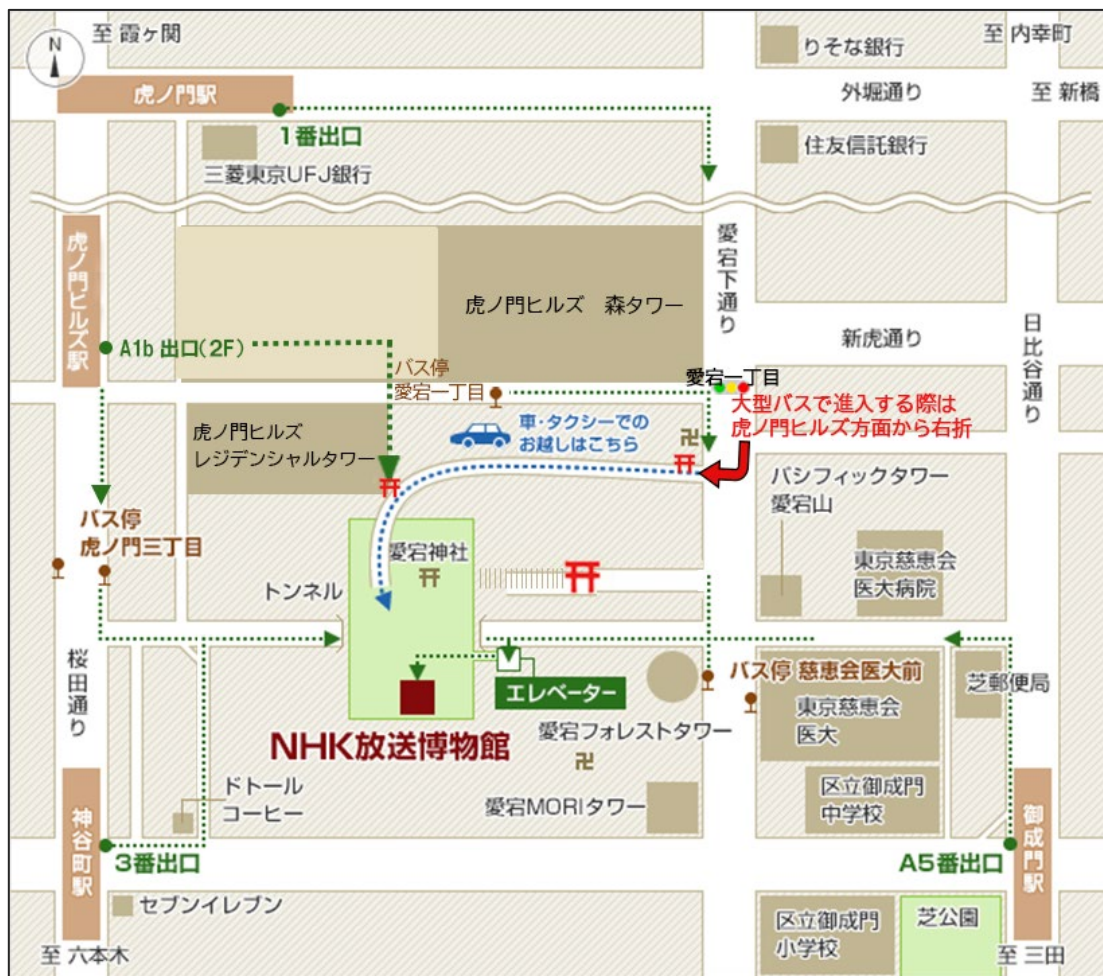 N
至 霞ヶ関
りそな銀行
至 内幸町
虎ノ門駅
外堀通り
至 新橋
1番出口
三菱東京UFJ銀行
住友信託銀行
虎ノ門ヒルズ駅
虎ノ門ヒルズ 森タワー
愛宕下通り
新虎通り
日比谷通り
A1b 出口(2F)
バス停
愛宕一丁目
愛宕一丁目
大型バスで進入する際は
虎ノ門ヒルズ方面から右折
虎ノ門ヒルズ
レジデンシャルタワー
車・タクシーでの
お越しはこちら
卍
パシフィックタワー
愛宕山
バス停
虎ノ門三丁目
愛宕神社
東京慈恵会
医大病院
トンネル
桜田通り
エレベーター
バス停 慈恵会医大前
芝郵便局
東京慈恵会
医大
NHK放送博物館
愛宕フォレストタワー
卍
ドトール
コーヒー
愛宕MORIタワー
区立御成門
中学校
神谷町駅
3番出口
A5番出口
御成門駅
セブンイレブン
区立御成門
小学校
芝公園
至 六本木
至 三田